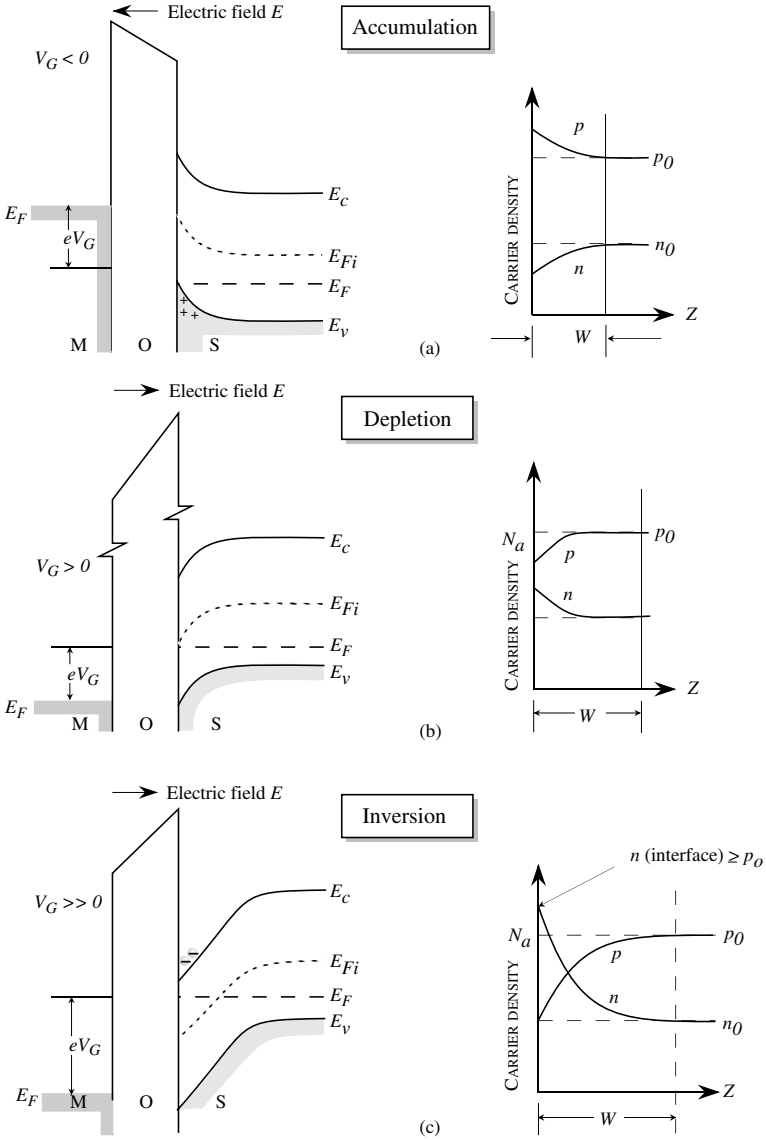 Electric field E
Accumulation
V_G < 0
E_F
eV_G
E_c
E_Fi
E_F
E_v
+
+ +
M O S
(a)
CARRIER DENSITY
p
p_0
n_0
n
Z
W
Electric field E
Depletion
V_G > 0
E_c
E_Fi
E_F
E_v
eV_G
E_F
M O S
(b)
CARRIER DENSITY
N_a
p_0
p
n
Z
W
Electric field E
Inversion
V_G >> 0
E_c
E_Fi
E_F
E_v
eV_G
E_F
M O S
(c)
n (interface) ≥ p_o
CARRIER DENSITY
N_a
p_0
p
n
n_0
Z
W